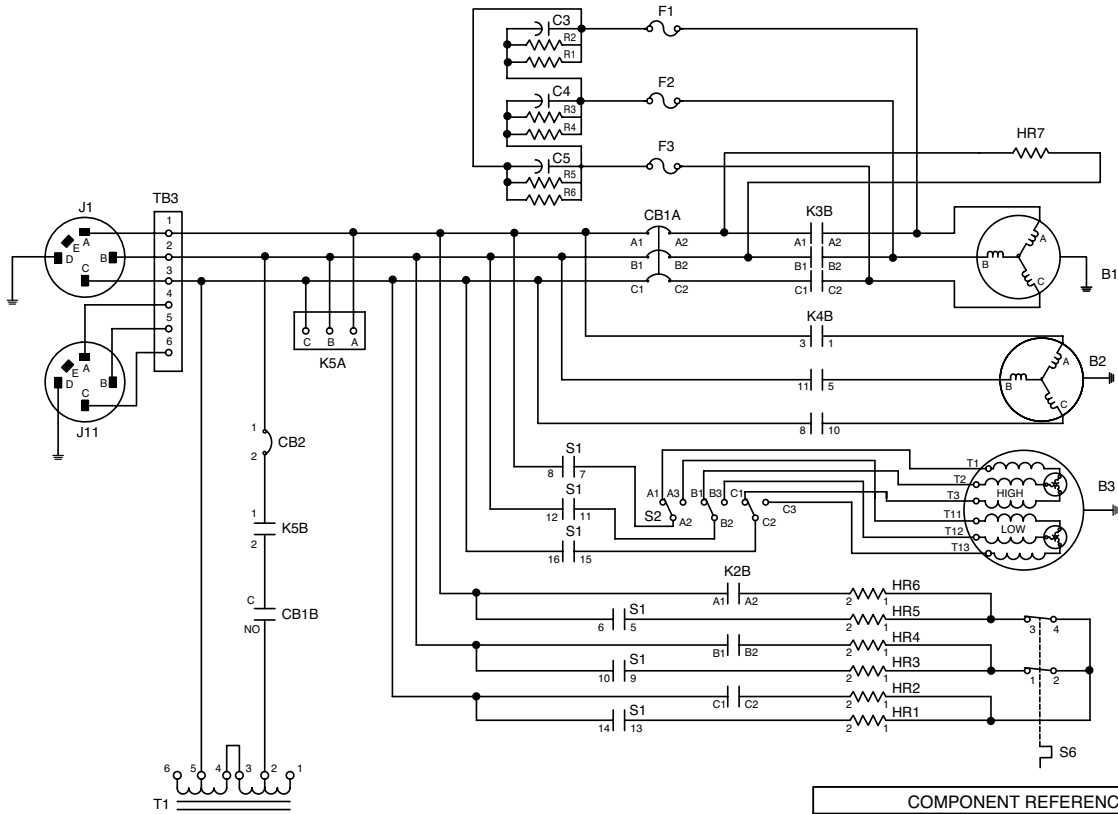 C3
R2
R1
F1
C4
R3
R4
F2
C5
R5
R6
F3
HR7
J1
A
E
D
B
C
TB3
1
2
3
4
5
6
CB1A
A1 A2
B1 B2
C1 C2
K3B
A1 A2
B1 B2
C1 C2
A
B
C
B1
C B A
K5A
K4B
3 1
11 5
8 10
A
B
C
B2
A
E
D
B
C
J11
1
CB2
2
1
K5B
2
C
CB1B
NO
S1
8 7
S1
12 11
S1
16 15
A1 A3 B1 B3 C1
C3
S2 A2 B2 C2
T1
T2
T3
HIGH
T11
LOW
T12
T13
B3
K2B
A1 A2
2 1
HR6
S1
6 5
2 1
HR5
3 4
B1 B2
2 1
HR4
S1
10 9
2 1
HR3
1 2
C1 C2
2 1
HR2
S1
14 13
2 1
HR1
S6
6 5 4 3 2 1
T1
COMPONENT REFERENC